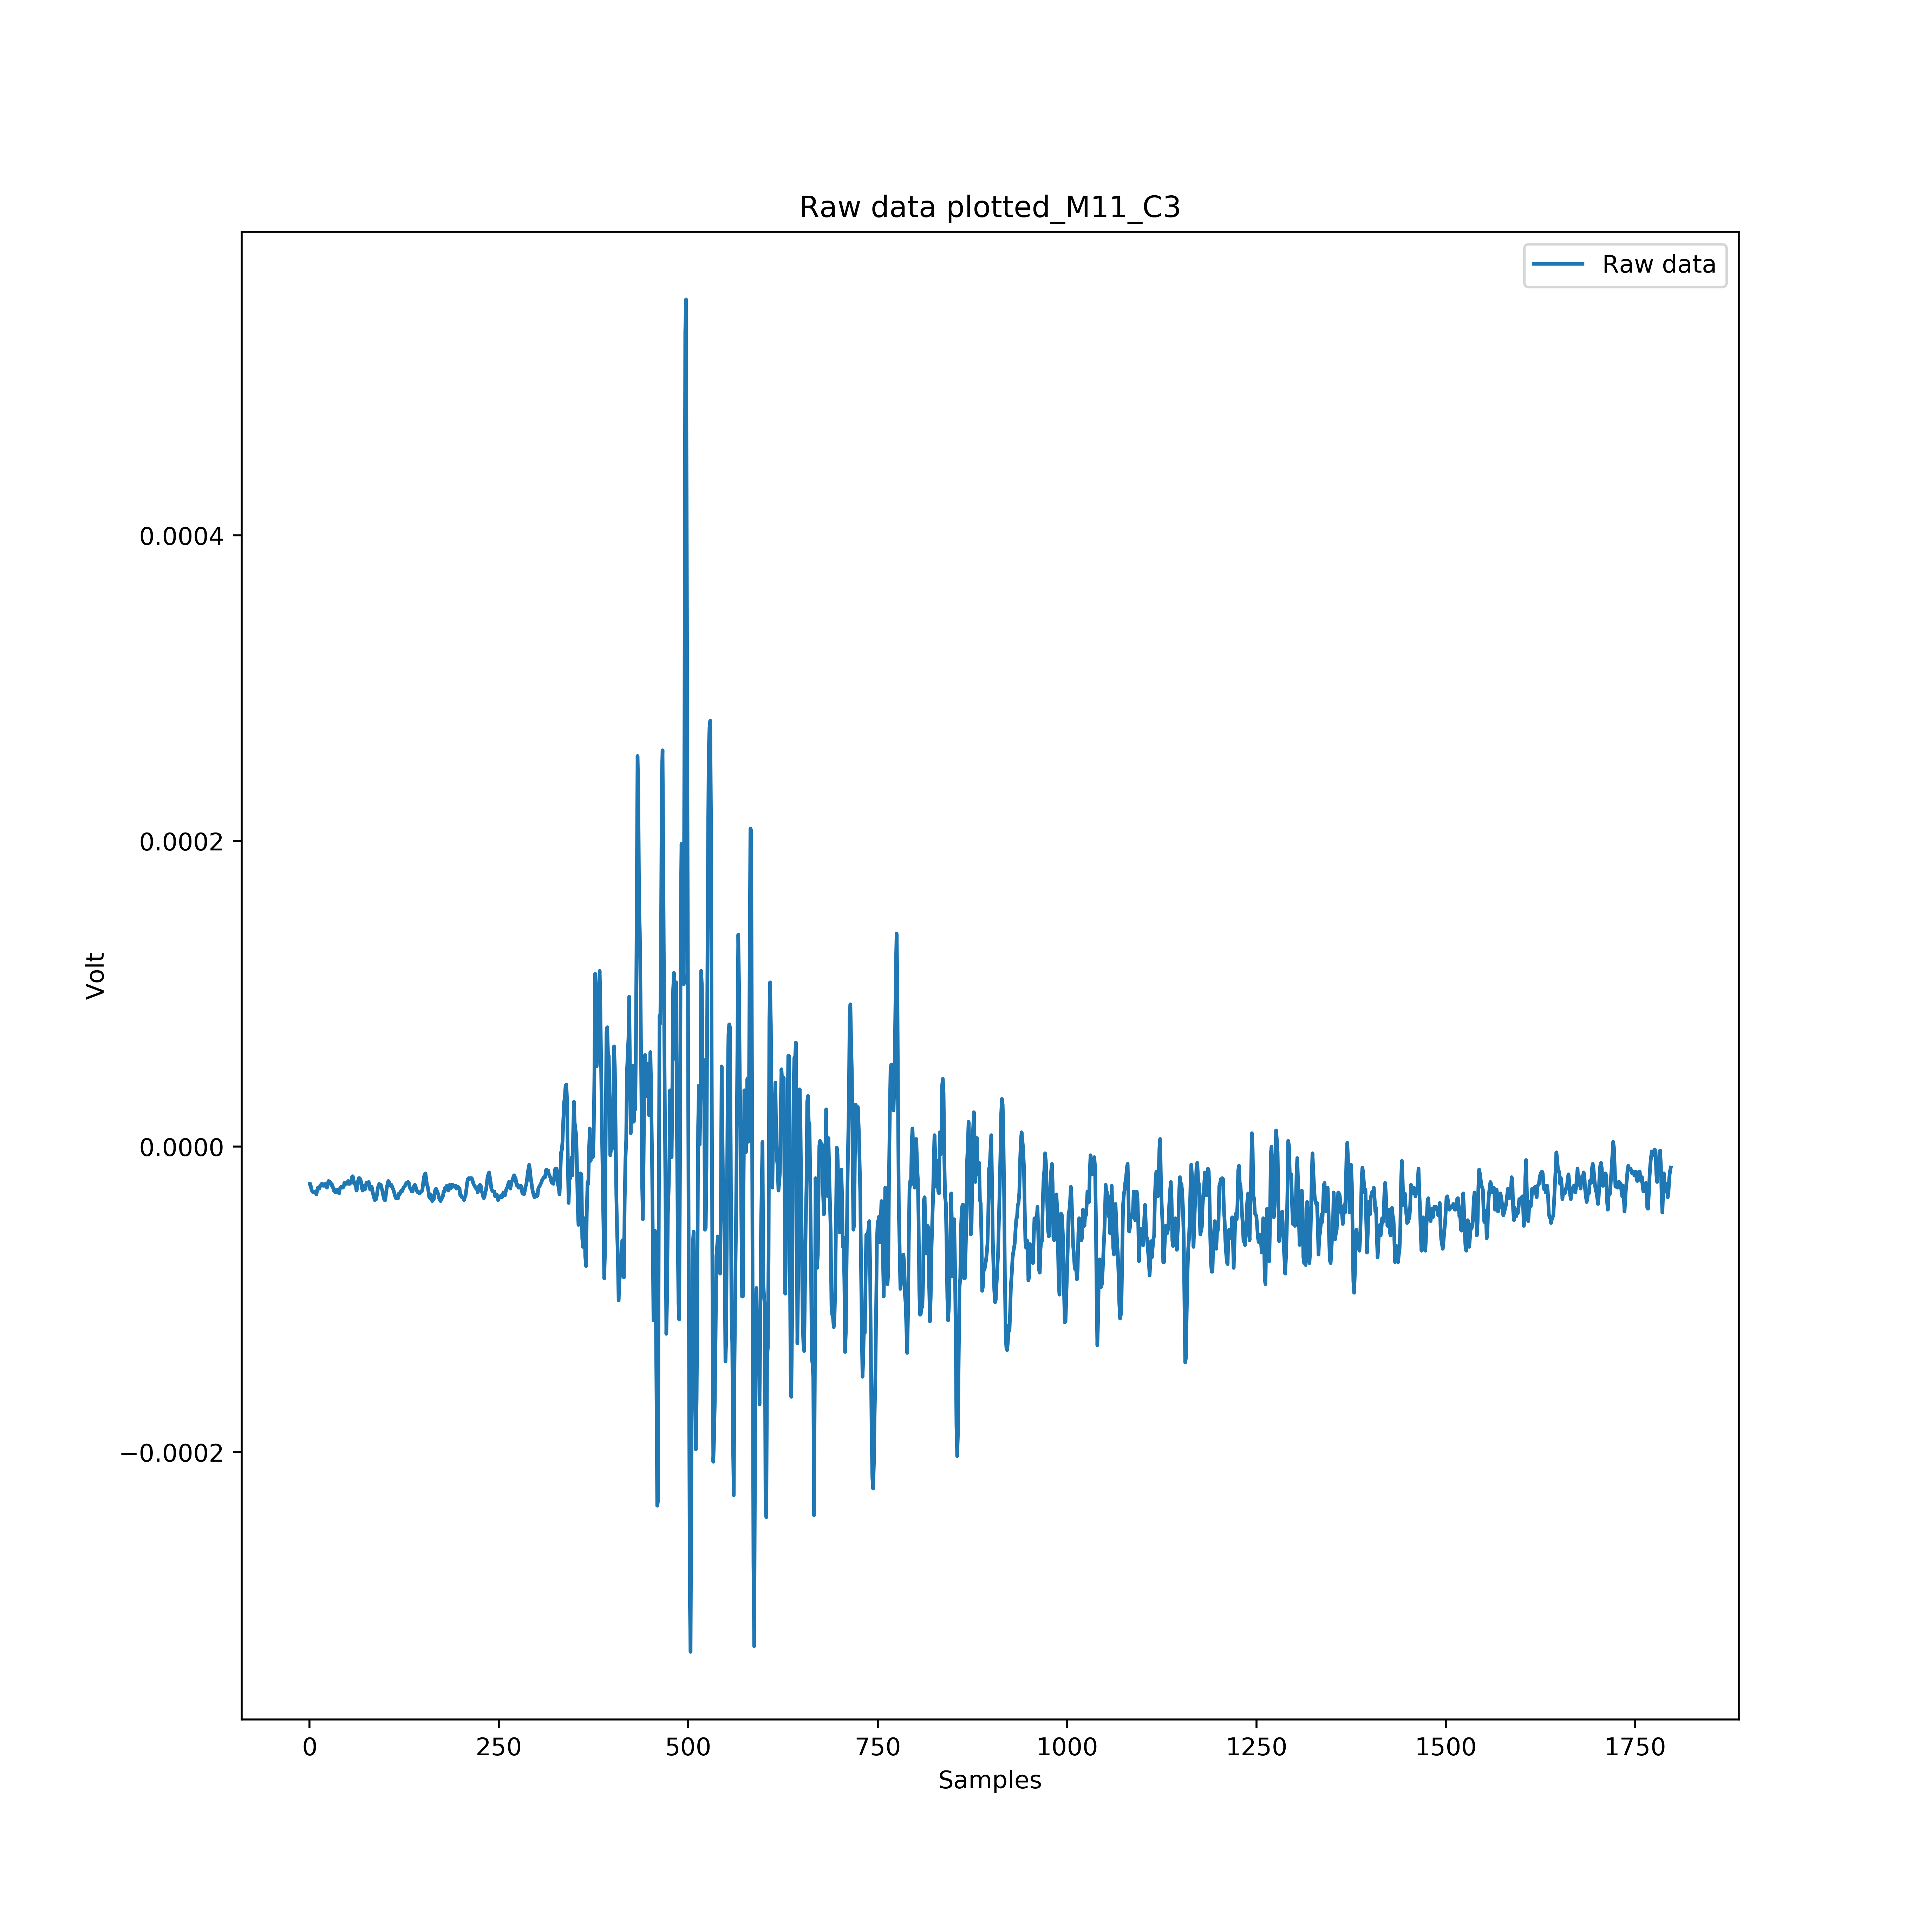 Raw data plotted_M11_C3
Raw data
0.0004
0.0002
0.0000
−0.0002
Volt
0 250 500 750 1000 1250 1500 1750
Samples